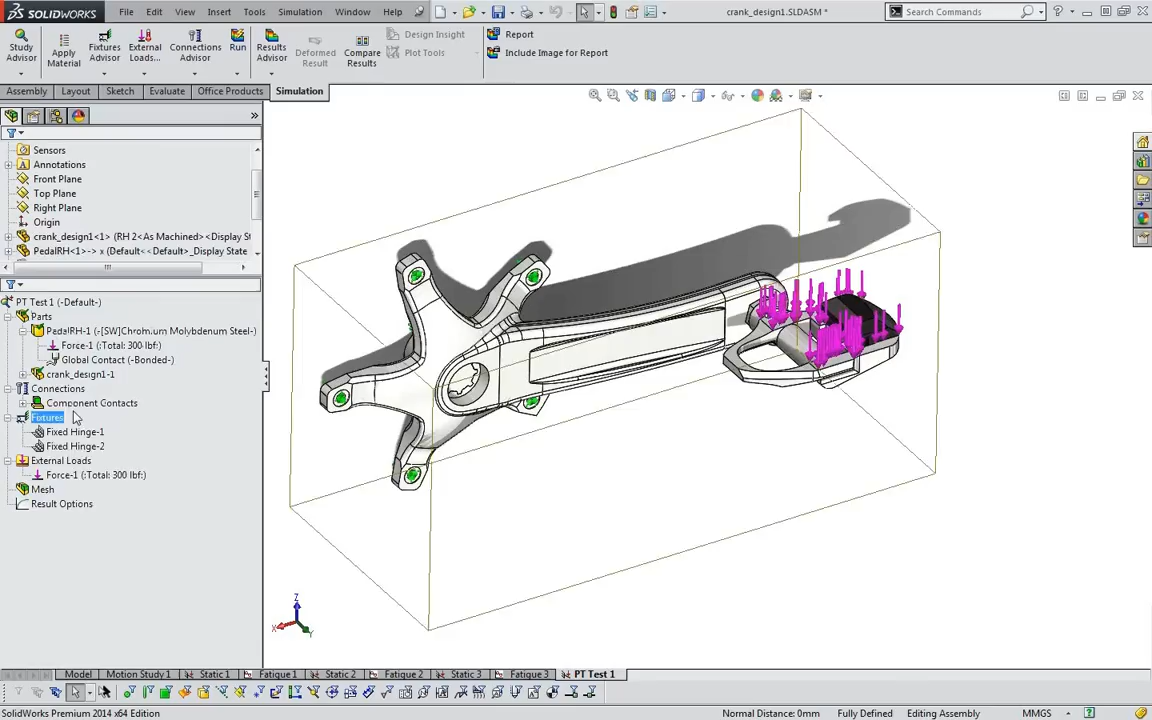 SOLIDWORKS File Edit View Insert Tools Simulation Window Help crank_design1.SLDASM * Search Commands
Study Advisor
Apply Material
Fixtures Advisor
External Loads...
Connections Advisor
Run
Results Advisor
Deformed Result
Compare Results
Design Insight
Plot Tools
Report
Include Image for Report
Assembly Layout Sketch Evaluate Office Products Simulation
Sensors
Annotations
Front Plane
Top Plane
Right Plane
Origin
crank_design1<1> (RH 2<As Machined><Display St
PedalRH<1>-> x (Default<<Default>_Display State
PT Test 1 (-Default-)
Parts
PedalRH-1 (-[SW]Chrom.um Molybdenum Steel-)
Force-1 (:Total: 300 lbf:)
Global Contact (-Bonded-)
crank_design1-1
Connections
Component Contacts
Fixtures
Fixed Hinge-1
Fixed Hinge-2
External Loads
Force-1 (:Total: 300 lbf:)
Mesh
Result Options
Z
X
Y
Model Motion Study 1 Static 1 Fatigue 1 Static 2 Fatigue 2 Static 3 Fatigue 3 PT Test 1
SolidWorks Premium 2014 x64 Edition Normal Distance: 0mm Fully Defined Editing Assembly MMGS